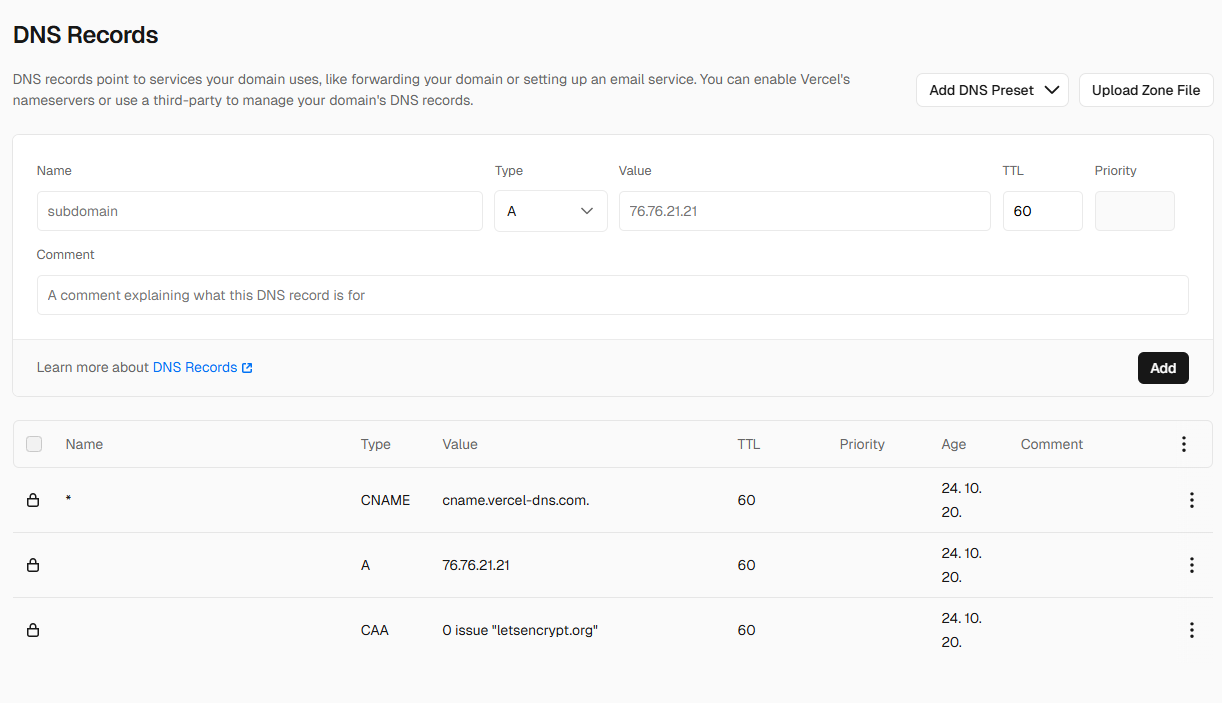 DNS Records
DNS records point to services your domain uses, like forwarding your domain or setting up an email service. You can enable Vercel's
nameservers or use a third-party to manage your domain's DNS records.
Add DNS Preset
Upload Zone File
Name
Type
Value
TTL
Priority
subdomain
A
76.76.21.21
60
Comment
A comment explaining what this DNS record is for
Learn more about DNS Records
Add
Name Type Value TTL Priority Age Comment
* CNAME cname.vercel-dns.com. 60 24. 10.
20.
A 76.76.21.21 60 24. 10.
20.
CAA 0 issue "letsencrypt.org" 60 24. 10.
20.